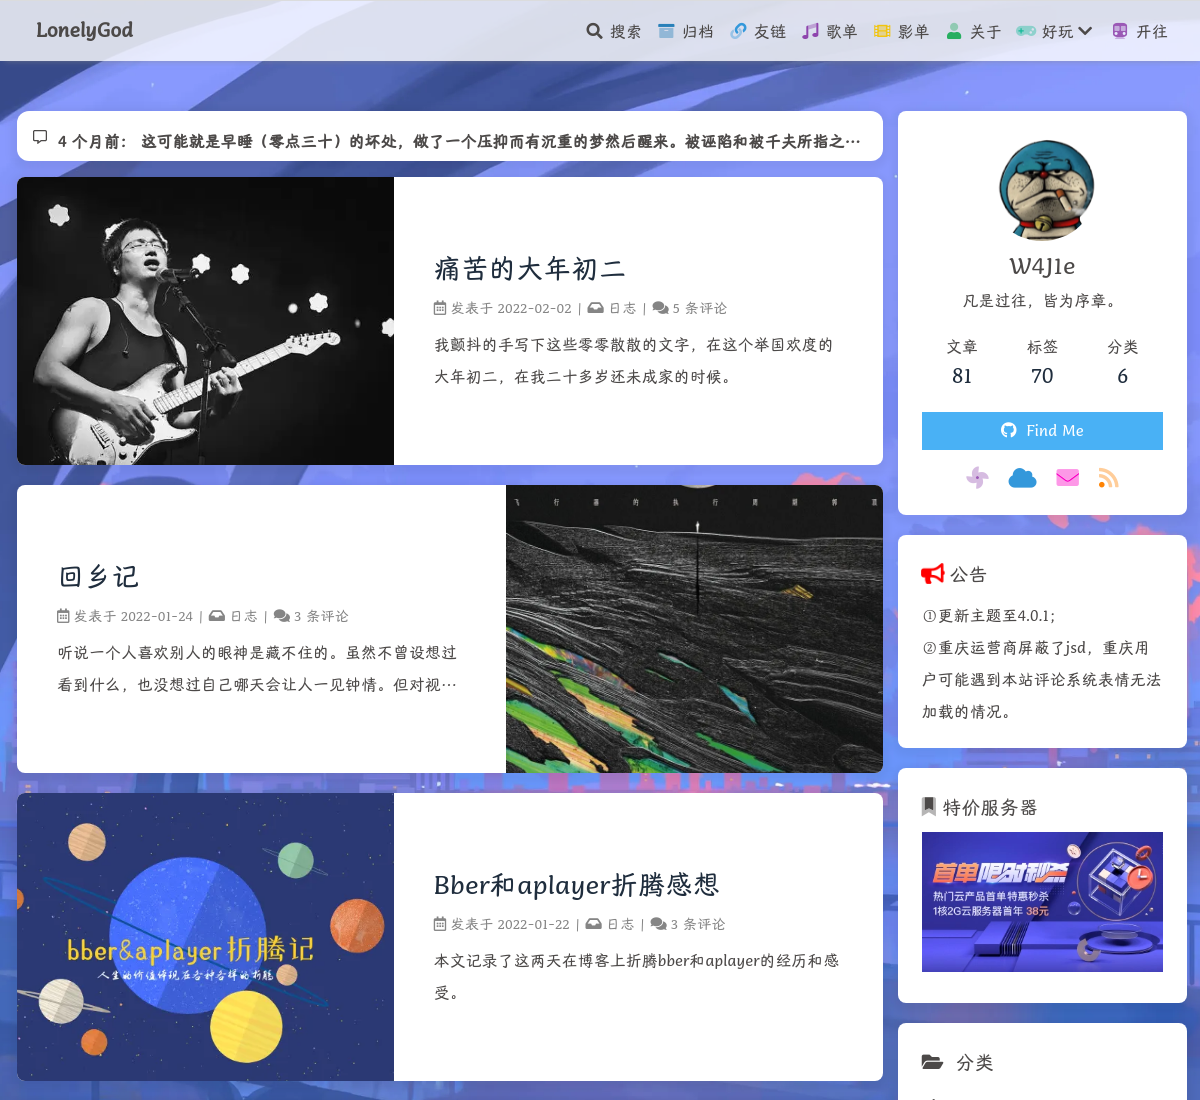 LonelyGod
搜索 归档 友链 歌单 影单 关于 好玩 开往
4 个月前： 这可能就是早睡（零点三十）的坏处，做了一个压抑而有沉重的梦然后醒来。被诬陷和被千夫所指之…
痛苦的大年初二
发表于 2022-02-02 | 日志 | 5 条评论
我颤抖的手写下这些零零散散的文字，在这个举国欢度的
大年初二，在我二十多岁还未成家的时候。
回乡记
发表于 2022-01-24 | 日志 | 3 条评论
听说一个人喜欢别人的眼神是藏不住的。虽然不曾设想过
看到什么，也没想过自己哪天会让人一见钟情。但对视…
飞 行 器 的 执 行 周 期 郭 顶
bber&aplayer折腾记
人生的价值体现在各种各样的折腾
Bber和aplayer折腾感想
发表于 2022-01-22 | 日志 | 3 条评论
本文记录了这两天在博客上折腾bber和aplayer的经历和感
受。
W4J1e
凡是过往，皆为序章。
文章 标签 分类
81 70 6
Find Me
公告
①更新主题至4.0.1；
②重庆运营商屏蔽了jsd，重庆用
户可能遇到本站评论系统表情无法
加载的情况。
特价服务器
首单限时秒杀
热门云产品首单特惠秒杀
1核2G云服务器首年 38元
分类